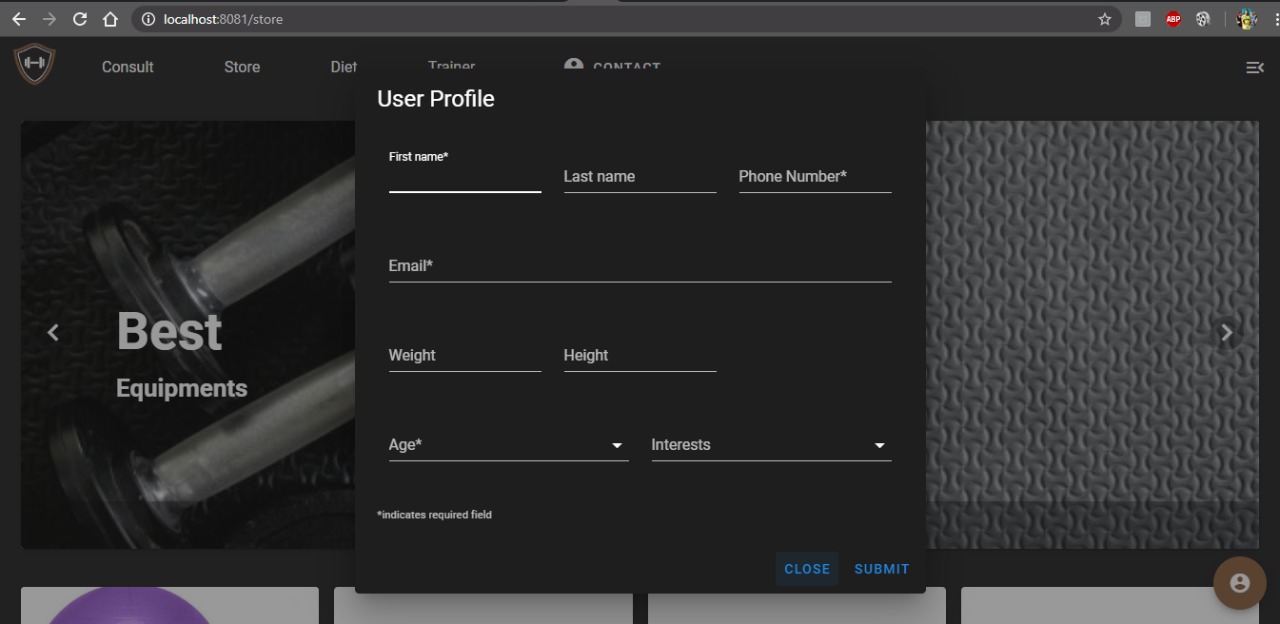 localhost:8081/store
ABP
Consult Store Diet Trainer CONTACT
User Profile
First name*
Last name Phone Number*
Email*
Best
Equipments
Weight Height
Age* Interests
*indicates required field
CLOSE SUBMIT